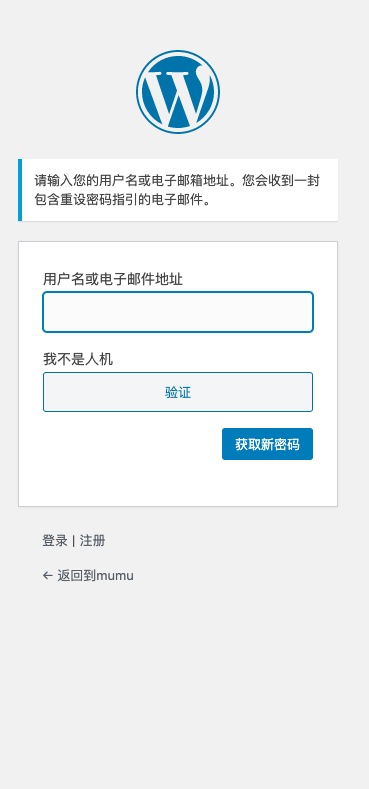 请输入您的用户名或电子邮箱地址。您会收到一封
包含重设密码指引的电子邮件。
用户名或电子邮件地址
我不是人机
验证
获取新密码
登录 | 注册
← 返回到mumu